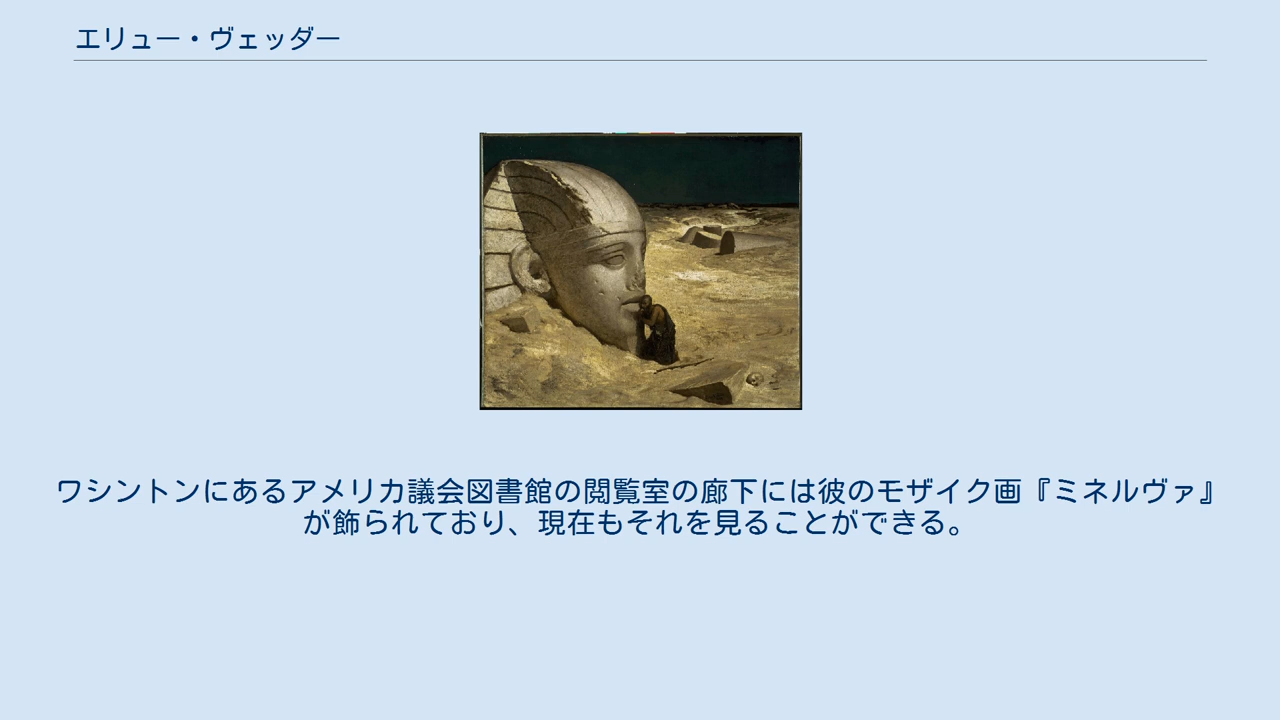 エリュー・ヴェッダー
ワシントンにあるアメリカ議会図書館の閲覧室の廊下には彼のモザイク画『ミネルヴァ』
が飾られており、現在もそれを見ることができる。